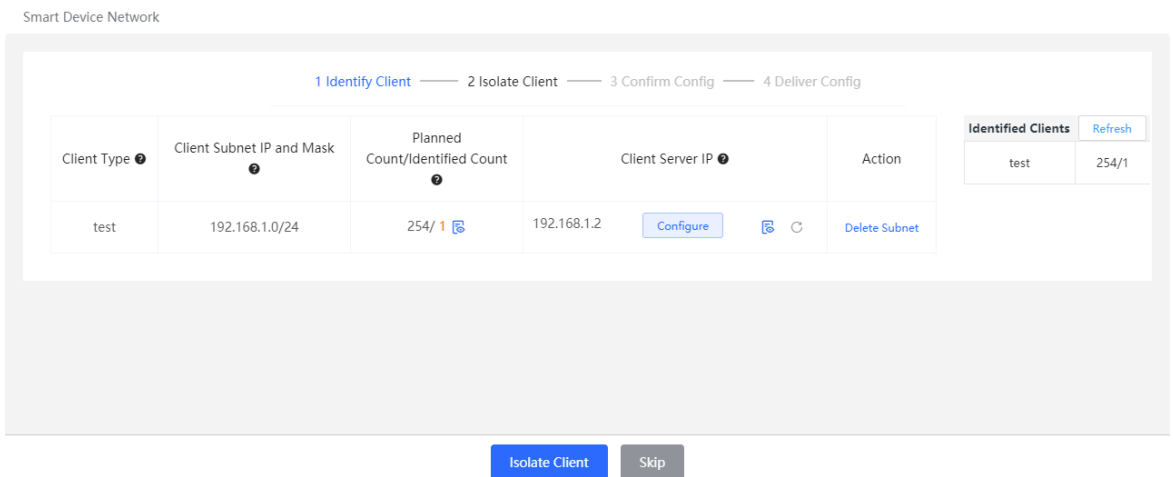 Smart Device Network
1 Identify Client 2 Isolate Client 3 Confirm Config 4 Deliver Config
Client Type
Client Subnet IP and Mask
Planned
Count/Identified Count
Client Server IP
Action
test
192.168.1.0/24
254/ 1
192.168.1.2
Configure
Delete Subnet
Identified Clients
Refresh
test
254/1
Isolate Client
Skip